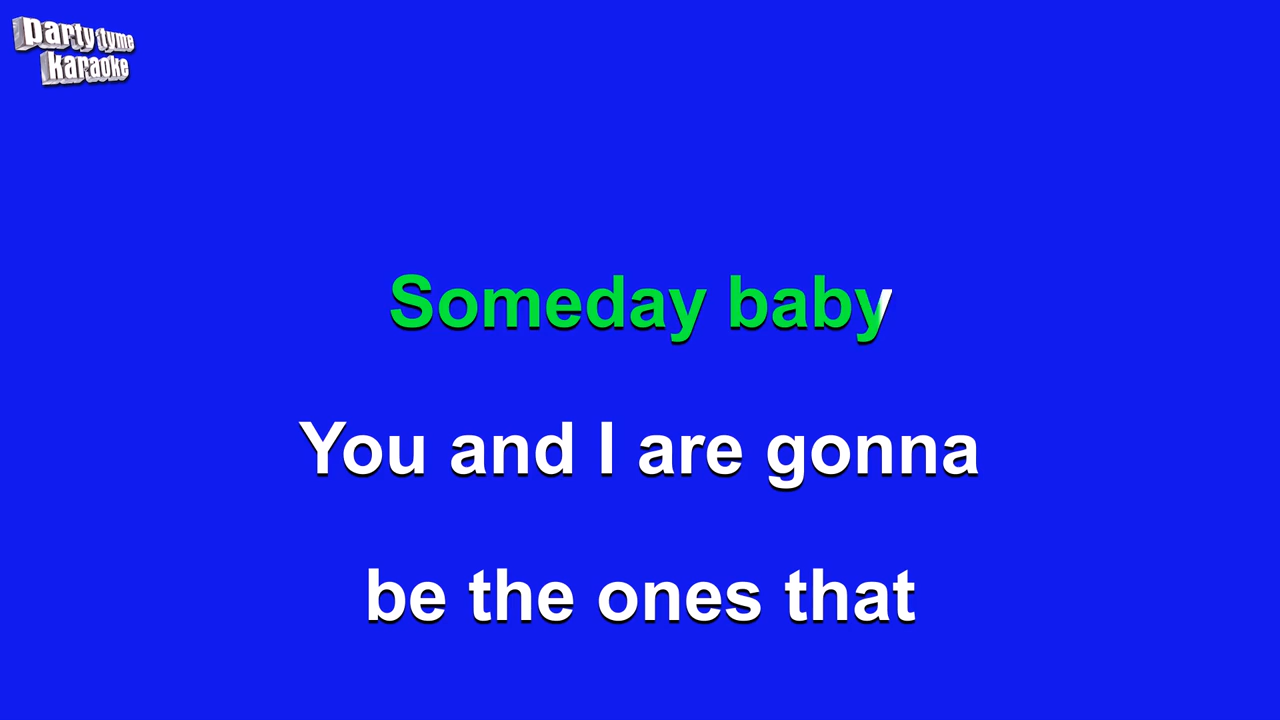 party tyme
karaoke
Someday baby
You and I are gonna
be the ones that